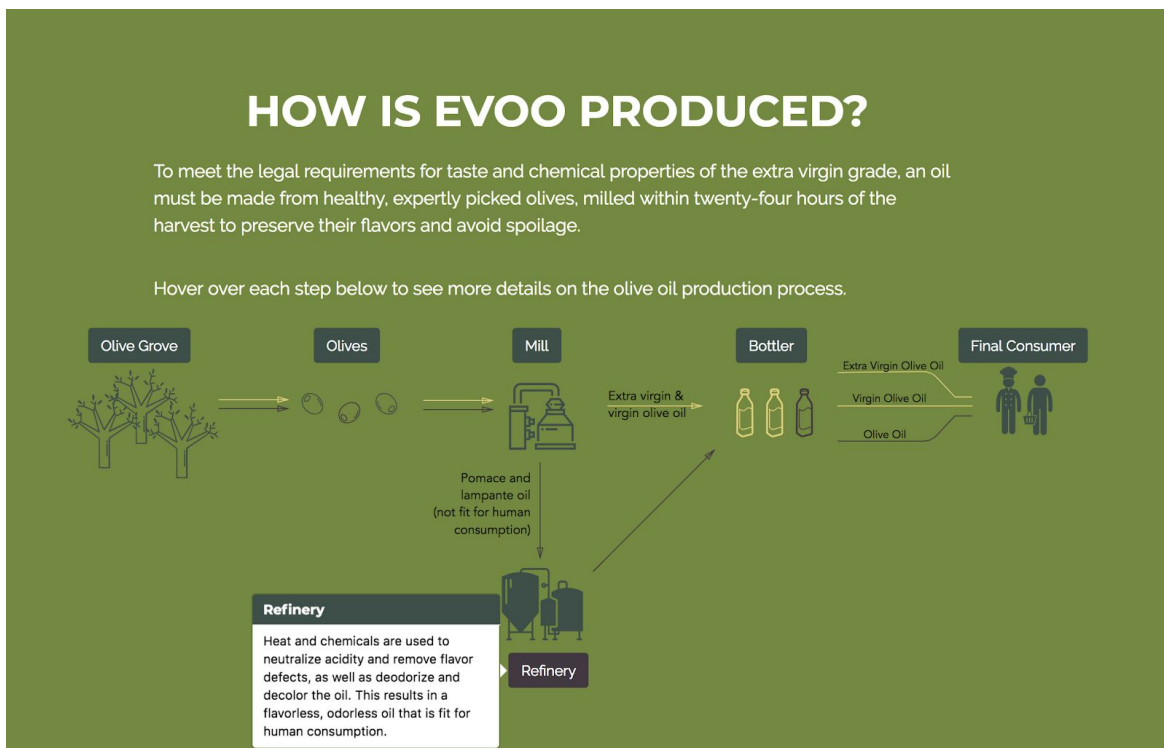 HOW IS EVOO PRODUCED?
To meet the legal requirements for taste and chemical properties of the extra virgin grade, an oil
must be made from healthy, expertly picked olives, milled within twenty-four hours of the
harvest to preserve their flavors and avoid spoilage.
Hover over each step below to see more details on the olive oil production process.
Olive Grove
Olives
Mill
Bottler
Final Consumer
Extra virgin &
virgin olive oil
Extra Virgin Olive Oil
Virgin Olive Oil
Olive Oil
Pomace and
lampante oil
(not fit for human
consumption)
Refinery
Heat and chemicals are used to
neutralize acidity and remove flavor
defects, as well as deodorize and
decolor the oil. This results in a
flavorless, odorless oil that is fit for
human consumption.
Refinery